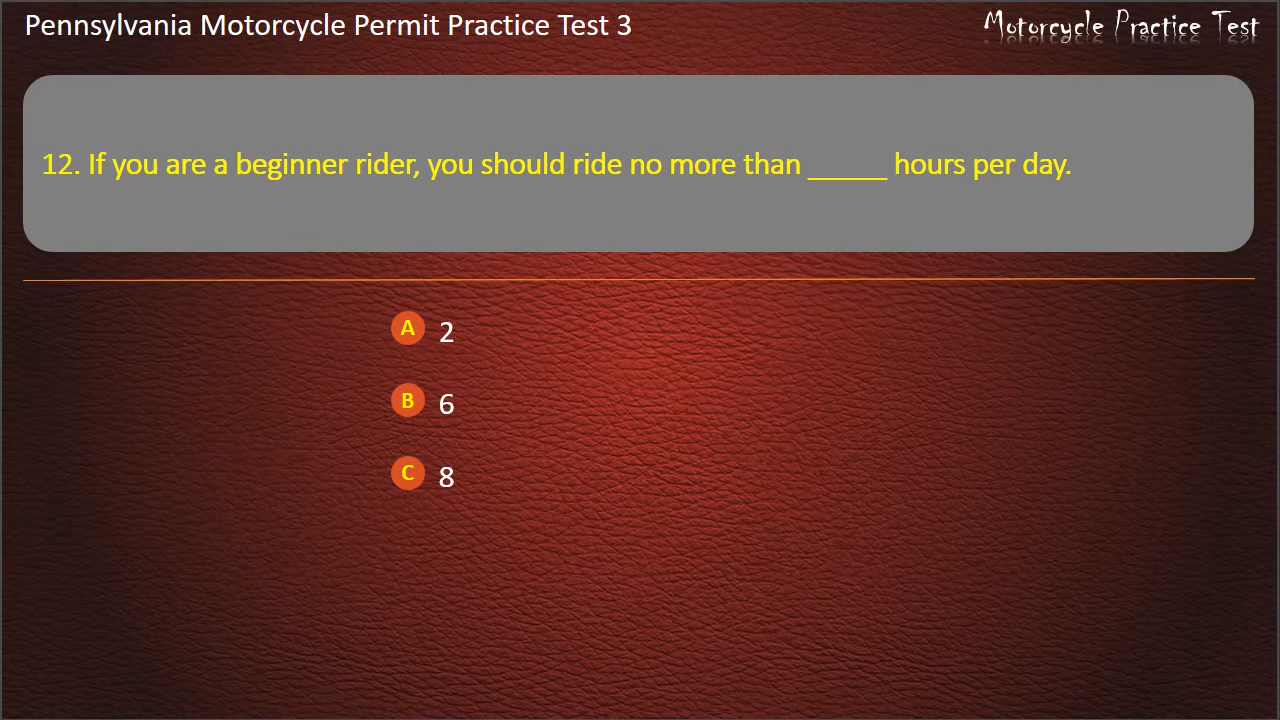 Pennsylvania Motorcycle Permit Practice Test 3
Motorcycle Practice Test
12. If you are a beginner rider, you should ride no more than _____ hours per day.
A 2
B 6
C 8